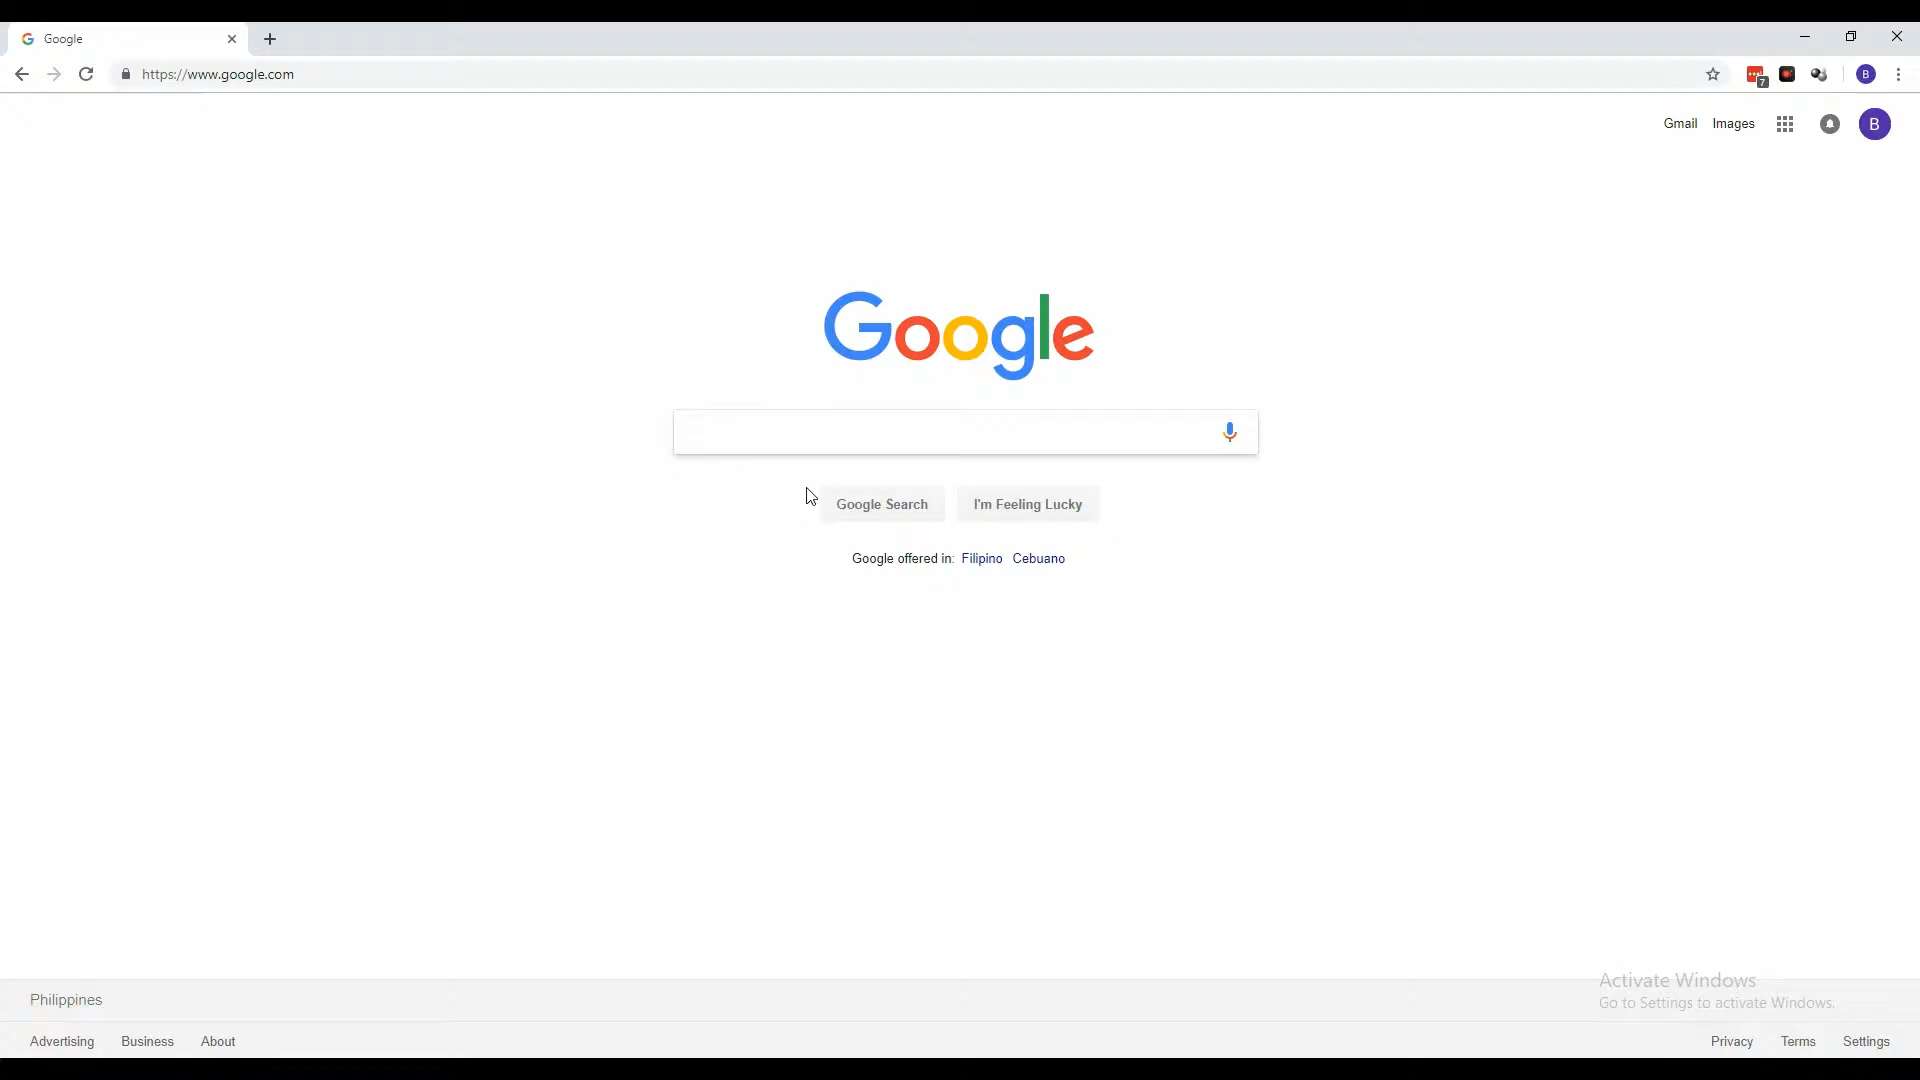 Google
https://www.google.com
7
B
Gmail Images
B
Google
Google Search I'm Feeling Lucky
Google offered in: Filipino Cebuano
Activate Windows
Go to Settings to activate Windows.
Philippines
Advertising Business About
Privacy Terms Settings